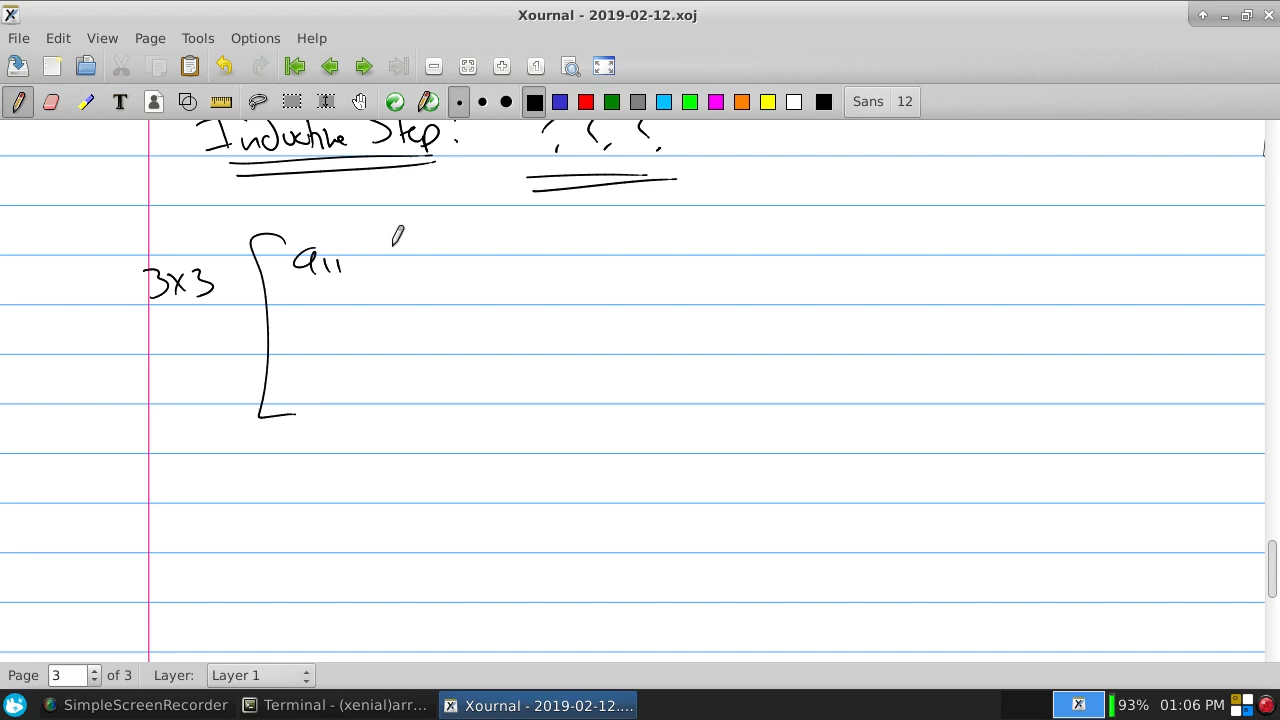 Xournal - 2019-02-12.xoj
File Edit View Page Tools Options Help
Sans 12
Inductive Step: ? ? ?
3x3 [ a11
Page 3 of 3 Layer: Layer 1
SimpleScreenRecorder Terminal - (xenial)arr... Xournal - 2019-02-12.... 93% 01:06 PM